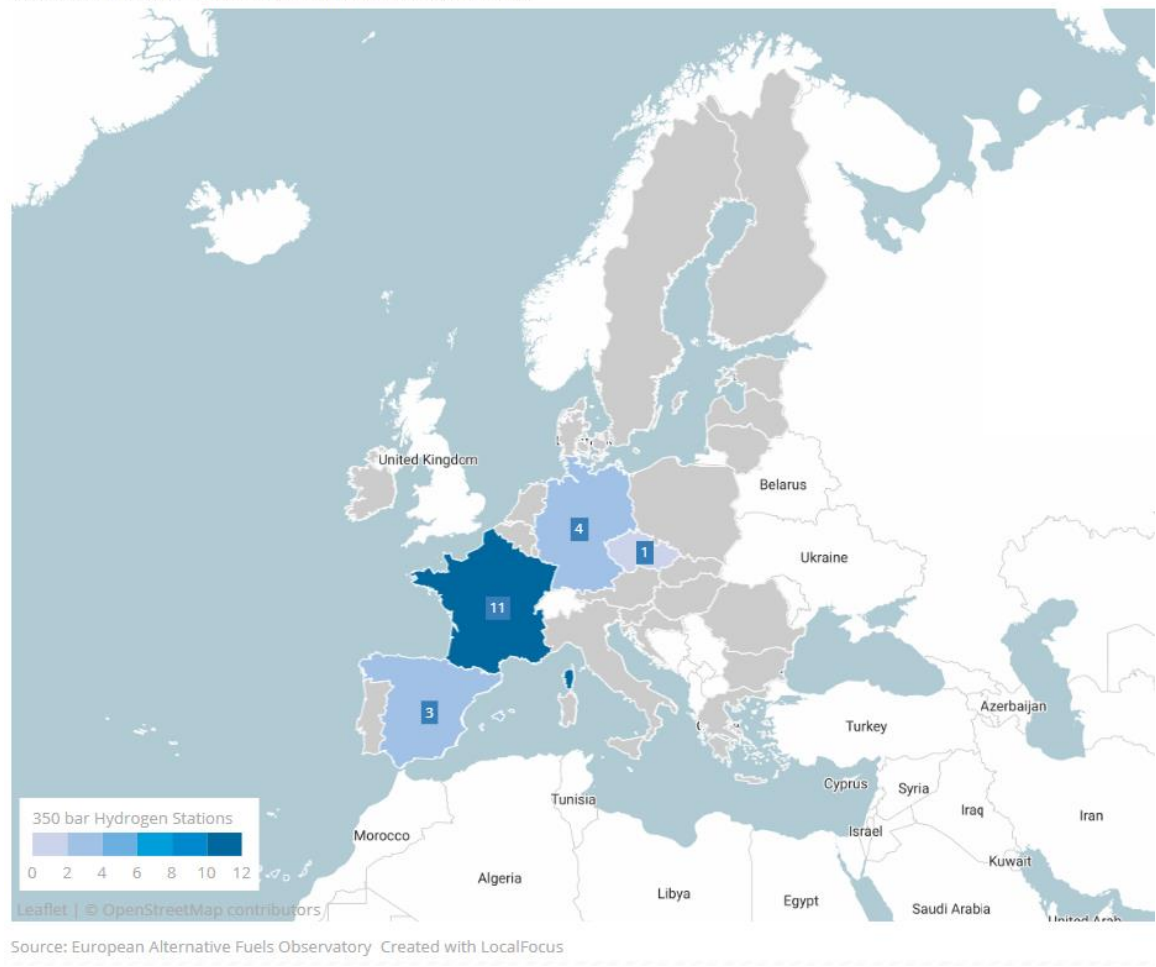 United Kingdom
Belarus
4
1
Ukraine
11
Azerbaijan
3
Turkey
Cyprus
Syria
Tunisia
Iraq
Iran
350 bar Hydrogen Stations
Israel
Morocco
0 2 4 6 8 10 12
Kuwait
Algeria
Libya
Egypt
Saudi Arabia
Leaflet | © OpenStreetMap contributors
Source: European Alternative Fuels Observatory Created with LocalFocus